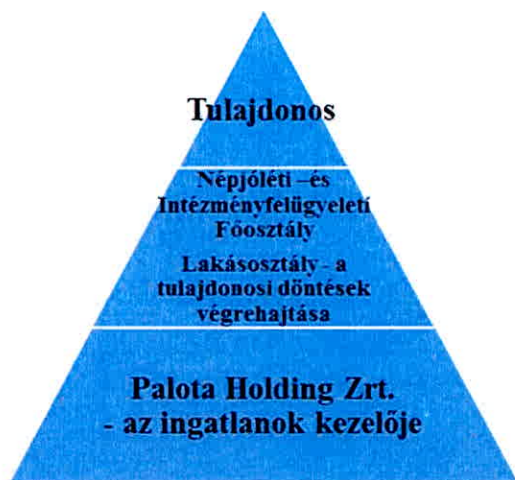 Tulajdonos
Népjóléti –és
Intézményfelügyeleti
Főosztály
Lakásosztály - a
tulajdonosi döntések
végrehajtása
Palota Holding Zrt.
- az ingatlanok kezelője